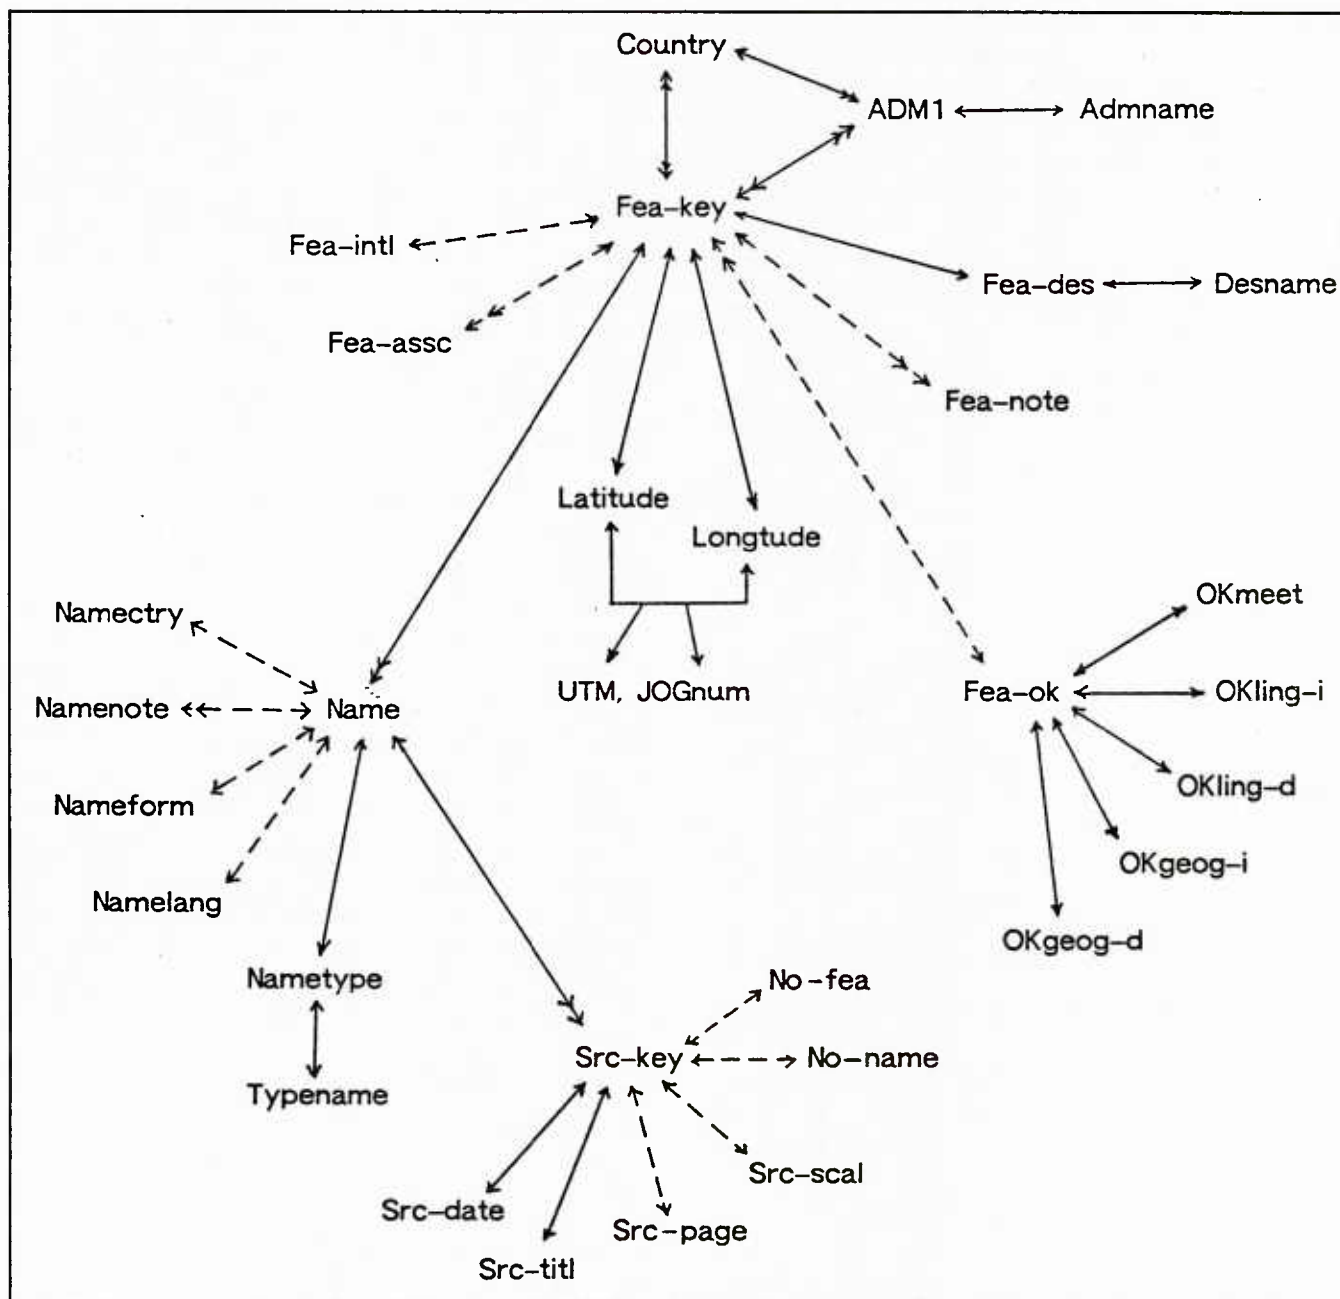 Country
ADM1
Admname
Fea-key
Fea-intl
Fea-des
Desname
Fea-assc
Fea-note
Latitude
Longtude
Namectry
OKmeet
UTM, JOGnum
Fea-ok
OKling-i
Namenote
Name
OKling-d
Nameform
OKgeog-i
Namelang
OKgeog-d
Nametype
No-fea
Src-key
No-name
Typename
Src-scal
Src-date
Src-page
Src-titl